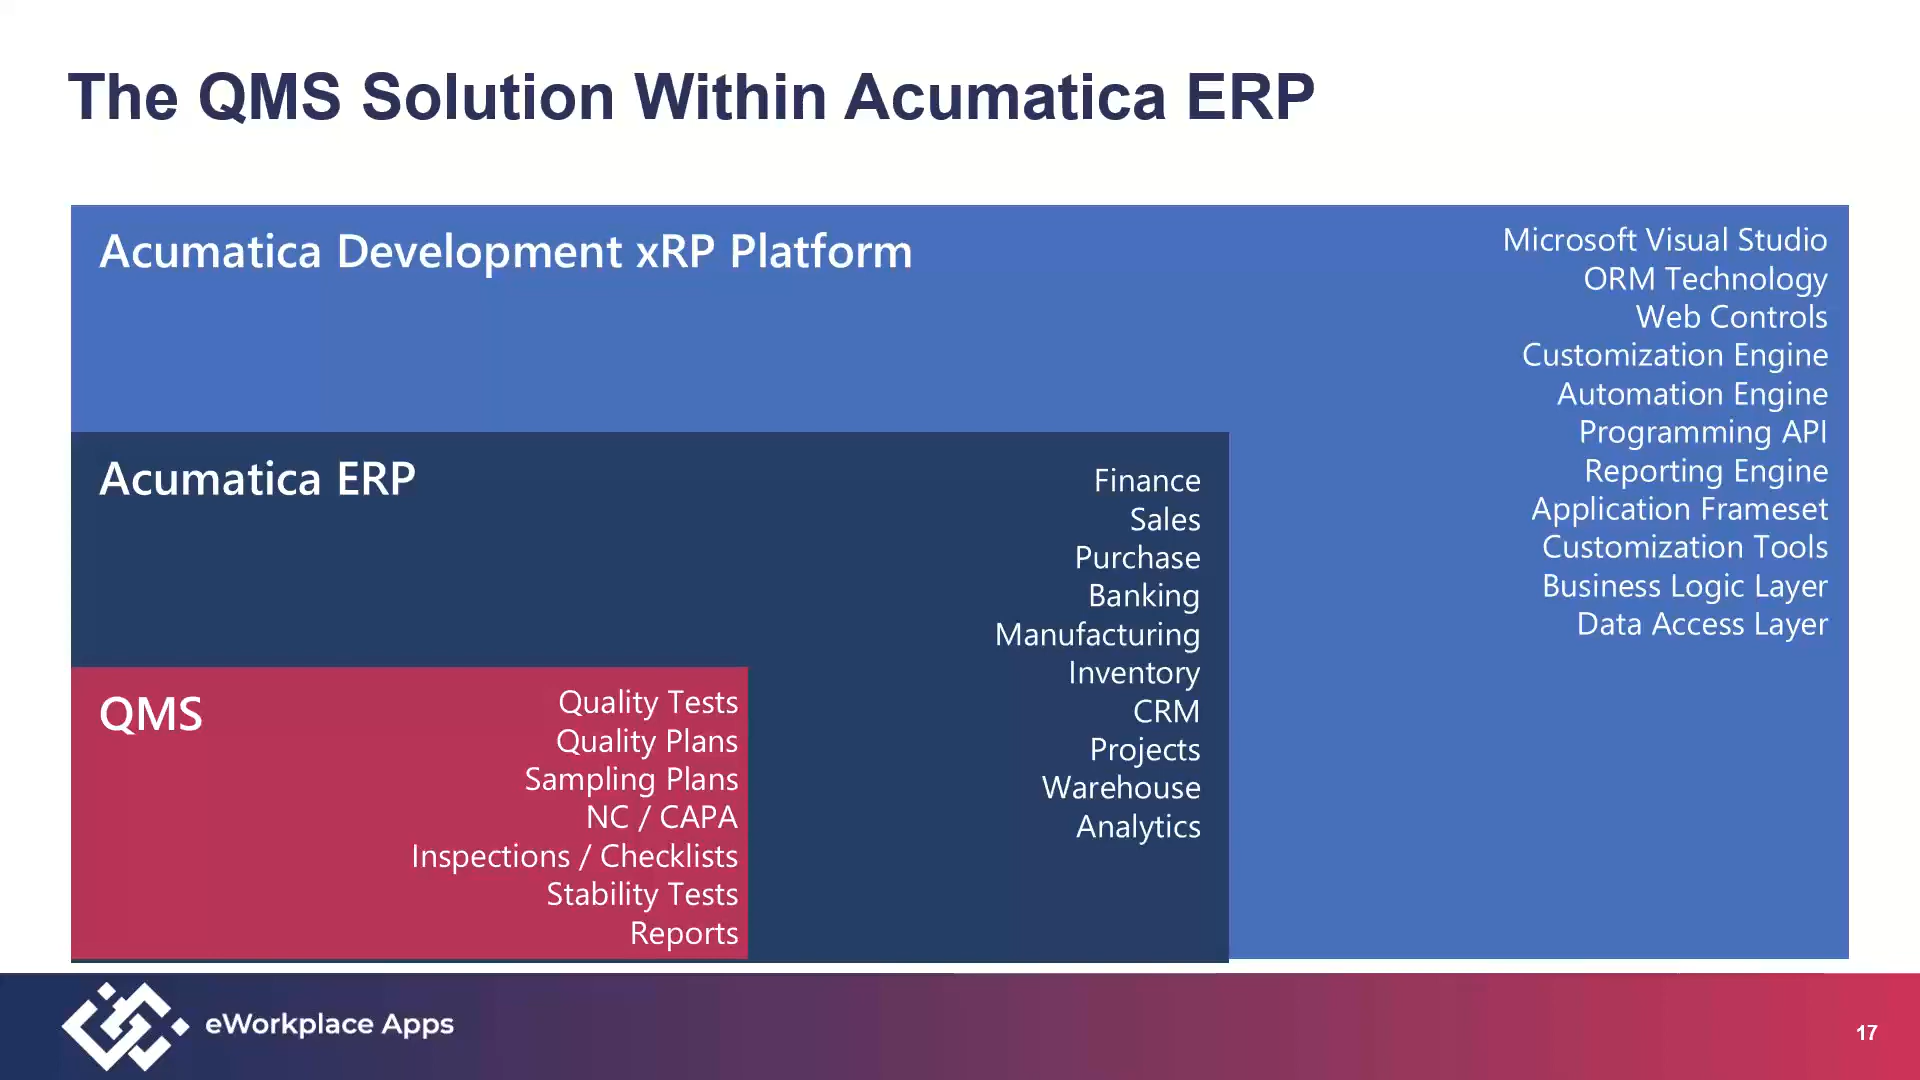 The QMS Solution Within Acumatica ERP
Acumatica Development xRP Platform
Microsoft Visual Studio
ORM Technology
Web Controls
Customization Engine
Automation Engine
Programming API
Reporting Engine
Application Frameset
Customization Tools
Business Logic Layer
Data Access Layer
Acumatica ERP
Finance
Sales
Purchase
Banking
Manufacturing
Inventory
CRM
Projects
Warehouse
Analytics
QMS
Quality Tests
Quality Plans
Sampling Plans
NC / CAPA
Inspections / Checklists
Stability Tests
Reports
eWorkplace Apps
17